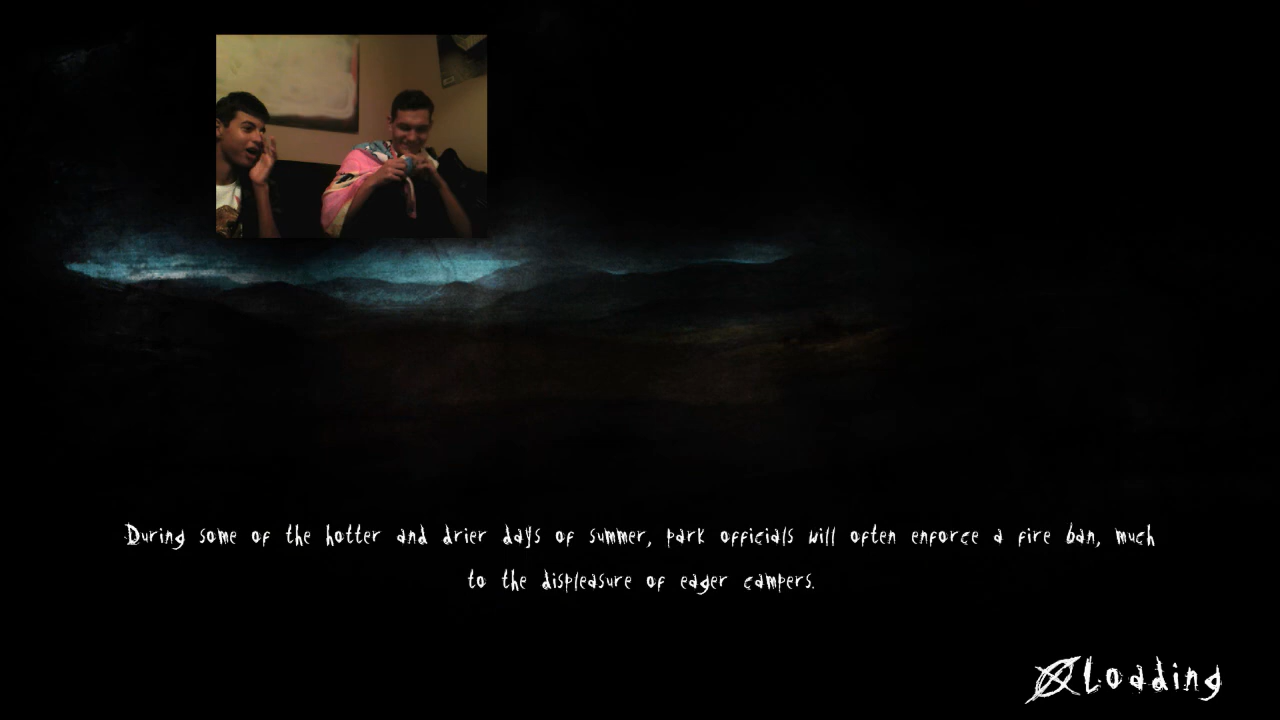 During some of the hotter and drier days of summer, park officials will often enforce a fire ban, much
to the displeasure of eager campers.
Loading